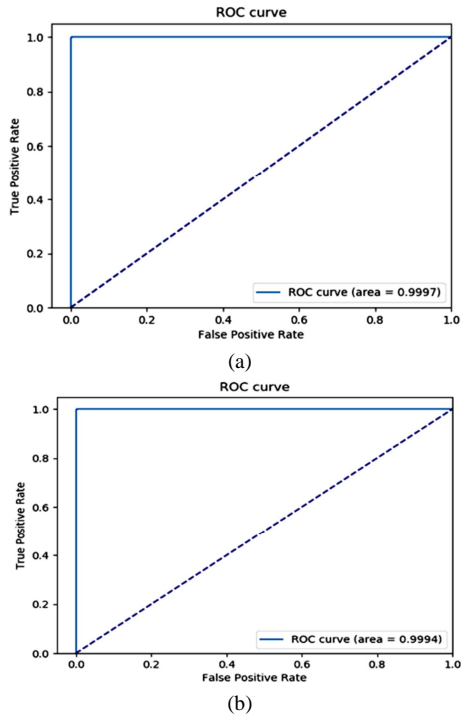 ROC curve
1.0
0.8
0.6
0.4
0.2
0.0
True Positive Rate
ROC curve (area = 0.9997)
0.0 0.2 0.4 0.6 0.8 1.0
False Positive Rate
(a)
ROC curve
1.0
0.8
0.6
0.4
0.2
0.0
True Positive Rate
ROC curve (area = 0.9994)
0.0 0.2 0.4 0.6 0.8 1.0
False Positive Rate
(b)